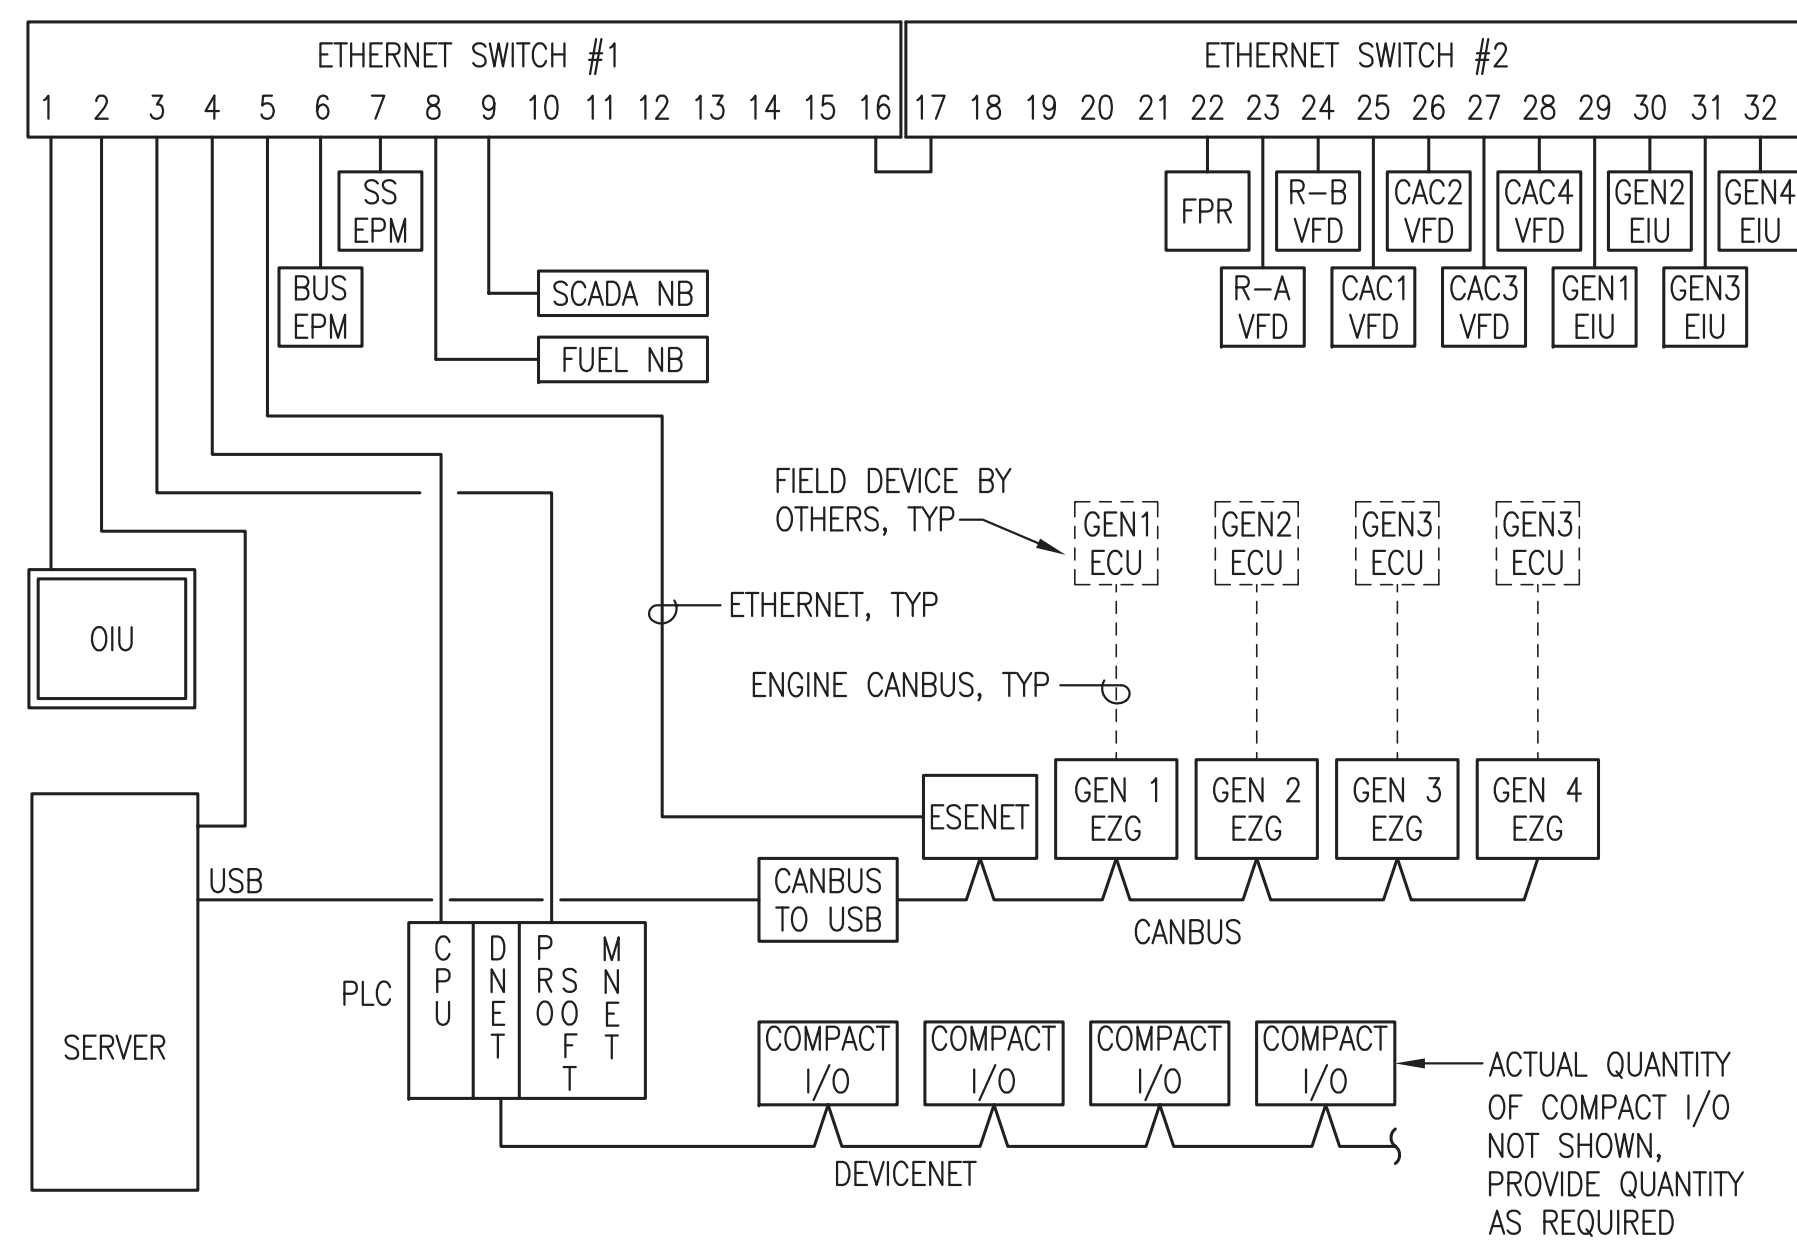 ETHERNET SWITCH #1
1 2 3 4 5 6 7 8 9 10 11 12 13 14 15 16
ETHERNET SWITCH #2
17 18 19 20 21 22 23 24 25 26 27 28 29 30 31 32
SS
EPM
BUS
EPM
SCADA NB
FUEL NB
FPR
R-B
VFD
CAC2
VFD
CAC4
VFD
GEN2
EIU
GEN4
EIU
R-A
VFD
CAC1
VFD
CAC3
VFD
GEN1
EIU
GEN3
EIU
FIELD DEVICE BY
OTHERS, TYP
GEN1
ECU
GEN2
ECU
GEN3
ECU
GEN3
ECU
ETHERNET, TYP
ENGINE CANBUS, TYP
OIU
ESENET
GEN 1
EZG
GEN 2
EZG
GEN 3
EZG
GEN 4
EZG
USB
CANBUS
TO USB
CANBUS
SERVER
PLC
CPU
DNET
PRO
SOFT
MNET
COMPACT
I/O
COMPACT
I/O
COMPACT
I/O
COMPACT
I/O
DEVICENET
ACTUAL QUANTITY
OF COMPACT I/O
NOT SHOWN,
PROVIDE QUANTITY
AS REQUIRED